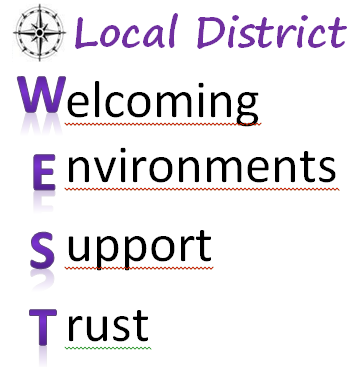 Local District
Welcoming
Environments
Support
Trust